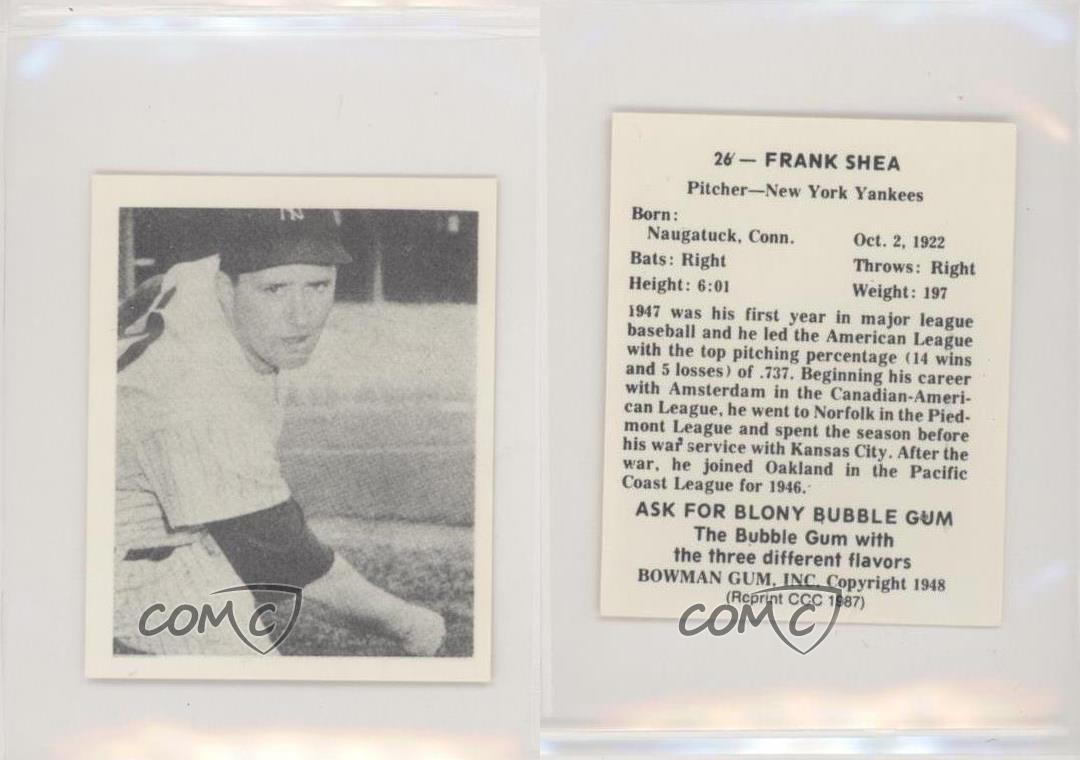 26 — FRANK SHEA
Pitcher—New York Yankees
Born:
Naugatuck, Conn. Oct. 2, 1922
Bats: Right Throws: Right
Height: 6:01 Weight: 197
1947 was his first year in major league
baseball and he led the American League
with the top pitching percentage (14 wins
and 5 losses) of .737. Beginning his career
with Amsterdam in the Canadian-Ameri-
can League, he went to Norfolk in the Pied-
mont League and spent the season before
his war service with Kansas City. After the
war, he joined Oakland in the Pacific
Coast League for 1946.
ASK FOR BLONY BUBBLE GUM
The Bubble Gum with
the three different flavors
BOWMAN GUM, INC. Copyright 1948
(Reprint CCC 1987)
COMC
COMC